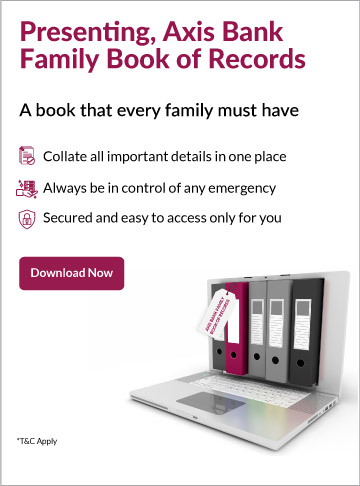 Presenting, Axis Bank
Family Book of Records
A book that every family must have
Collate all important details in one place
Always be in control of any emergency
Secured and easy to access only for you
Download Now
AXIS BANK FAMILY
BOOK OF RECORDS
*T&C Apply